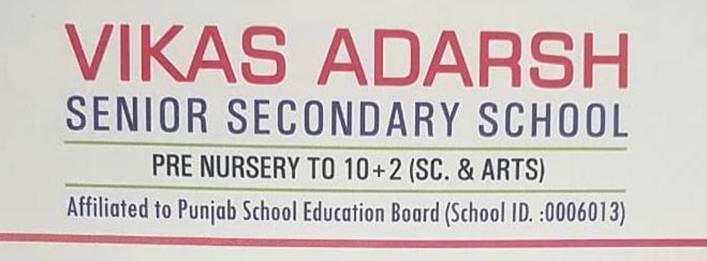 VIKAS ADARSH
SENIOR SECONDARY SCHOOL
PRE NURSERY TO 10+2 (SC. & ARTS)
Affiliated to Punjab School Education Board (School ID. :0006013)